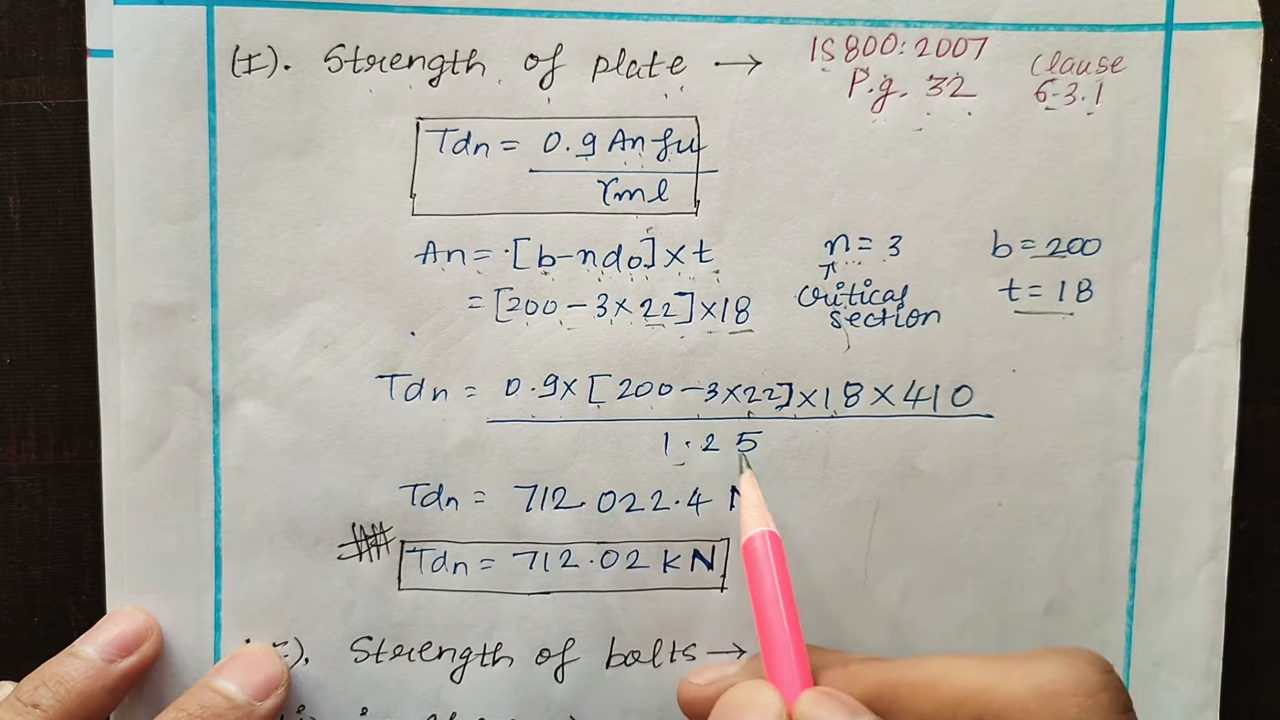 (I). Strength of plate → IS 800:2007 Clause
P.g. 32 6.3.1
Tdn = 0.9 An fu
γml
An = [b-ndo] × t n = 3 b = 200
= [200 - 3×22] × 18 critical t = 18
section
Tdn = 0.9 × [200 - 3×22] × 18 × 410
1.25
Tdn = 712.022.4 N
Tdn = 712.02 kN
Strength of bolts →